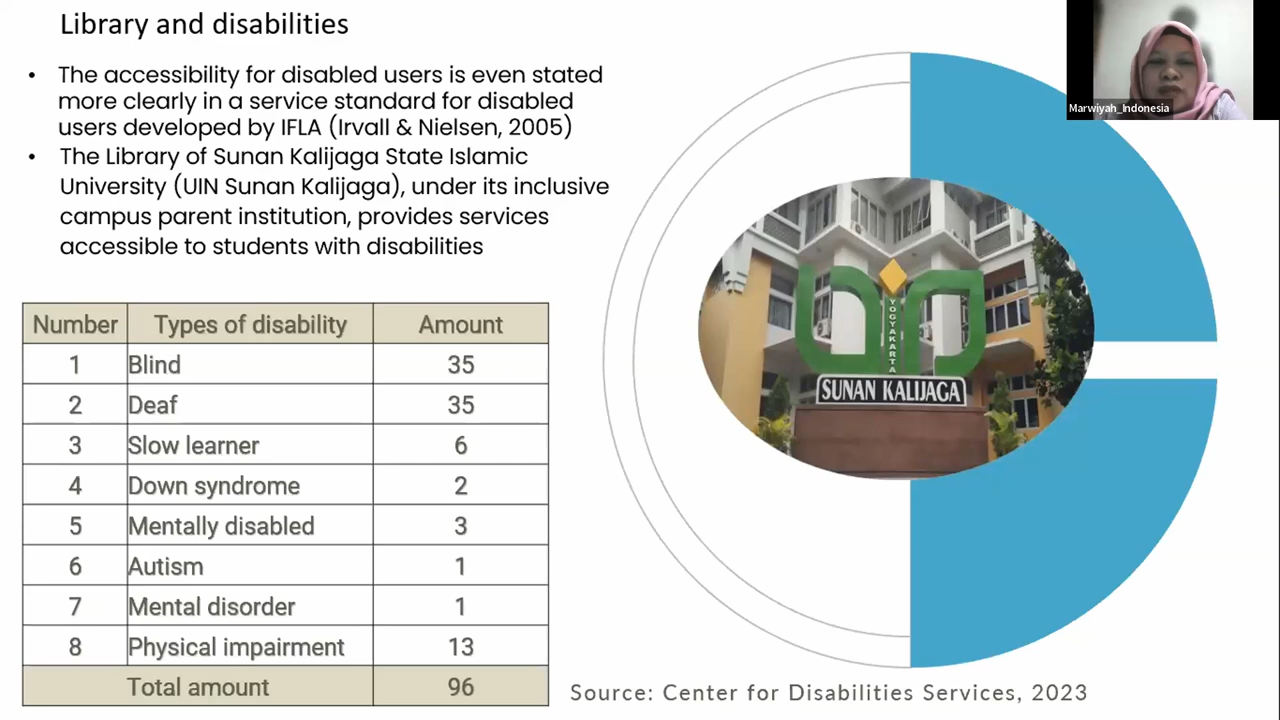 Library and disabilities
• The accessibility for disabled users is even stated
more clearly in a service standard for disabled
users developed by IFLA (Irvall & Nielsen, 2005)
• The Library of Sunan Kalijaga State Islamic
University (UIN Sunan Kalijaga), under its inclusive
campus parent institution, provides services
accessible to students with disabilities
Number Types of disability Amount
1 Blind 35
2 Deaf 35
3 Slow learner 6
4 Down syndrome 2
5 Mentally disabled 3
6 Autism 1
7 Mental disorder 1
8 Physical impairment 13
Total amount 96
YOGYAKARTA
SUNAN KALIJAGA
Marwiyah_Indonesia
Source: Center for Disabilities Services, 2023